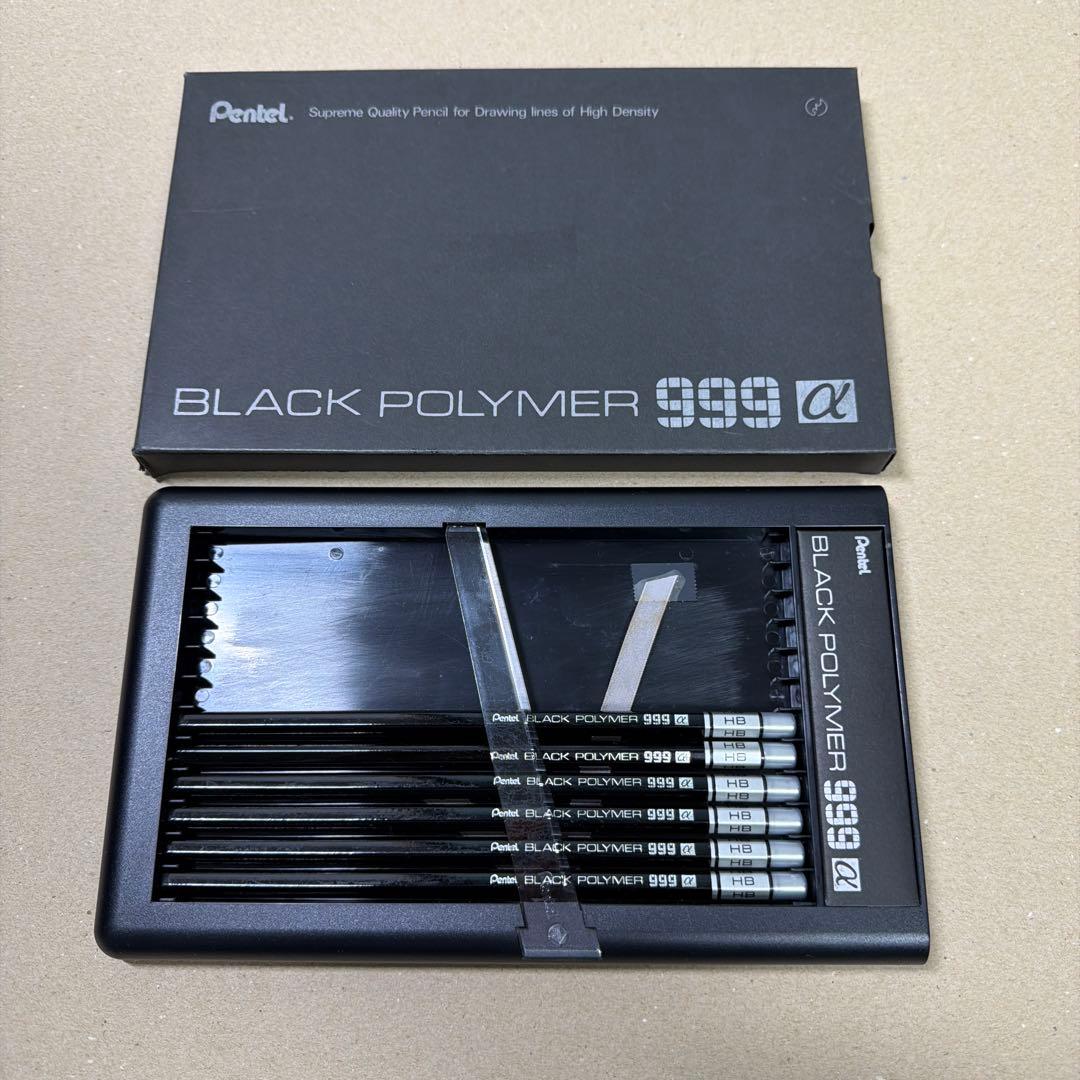 Pentel. Supreme Quality Pencil for Drawing lines of High Density
BLACK POLYMER 999 α
Pentel
BLACK POLYMER 999 α
Pentel BLACK POLYMER 999 α HB
HB
HB
Pentel BLACK POLYMER 999 α HB
Pentel BLACK POLYMER 999 α HB
HB
Pentel BLACK POLYMER 999 α HB
HB
Pentel BLACK POLYMER 999 α HB
HB
Pentel BLACK POLYMER 999 α HB
HB